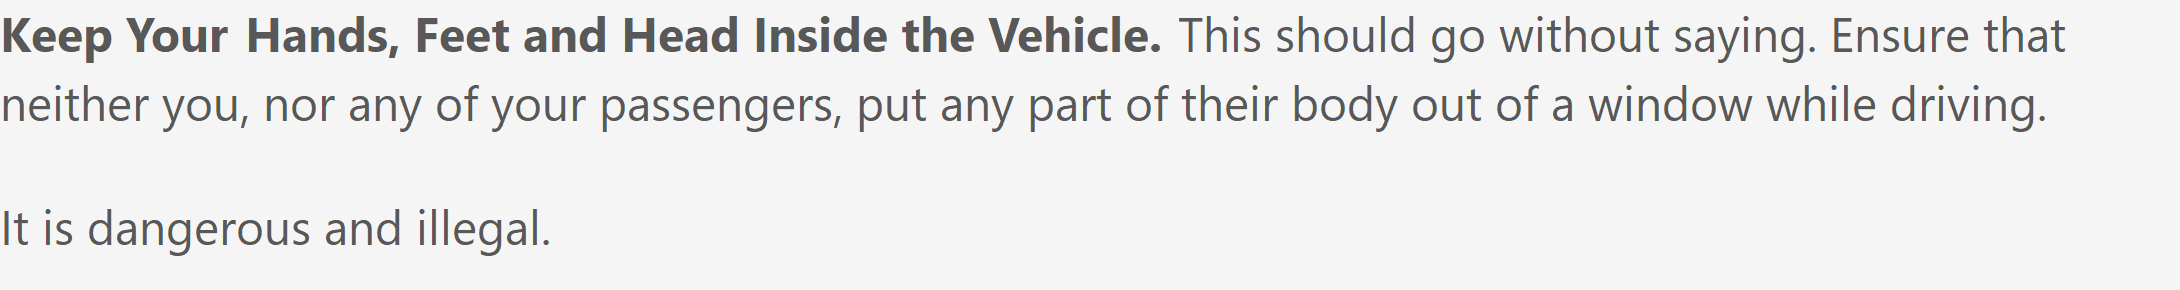 Keep Your Hands, Feet and Head Inside the Vehicle. This should go without saying. Ensure that
neither you, nor any of your passengers, put any part of their body out of a window while driving.
It is dangerous and illegal.